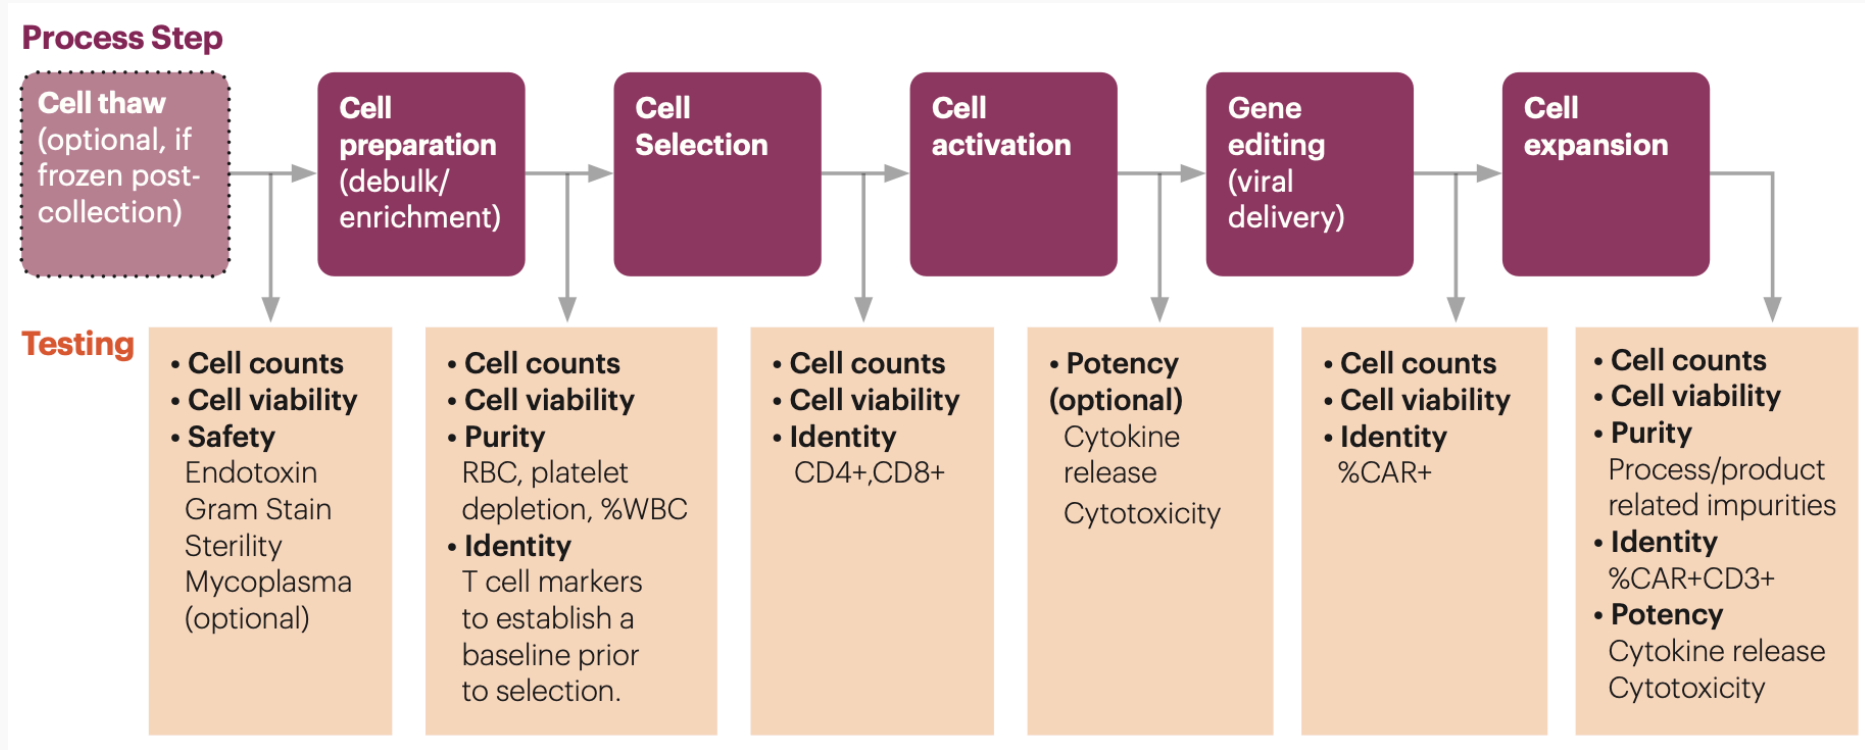 Process Step
Cell thaw
(optional, if
frozen post-
collection)
Cell
preparation
(debulk/
enrichment)
Cell
Selection
Cell
activation
Gene
editing
(viral
delivery)
Cell
expansion
Testing
• Cell counts
• Cell viability
• Safety
Endotoxin
Gram Stain
Sterility
Mycoplasma
(optional)
• Cell counts
• Cell viability
• Purity
RBC, platelet
depletion, %WBC
• Identity
T cell markers
to establish a
baseline prior
to selection.
• Cell counts
• Cell viability
• Identity
CD4+,CD8+
• Potency
(optional)
Cytokine
release
Cytotoxicity
• Cell counts
• Cell viability
• Identity
%CAR+
• Cell counts
• Cell viability
• Purity
Process/product
related impurities
• Identity
%CAR+CD3+
• Potency
Cytokine release
Cytotoxicity